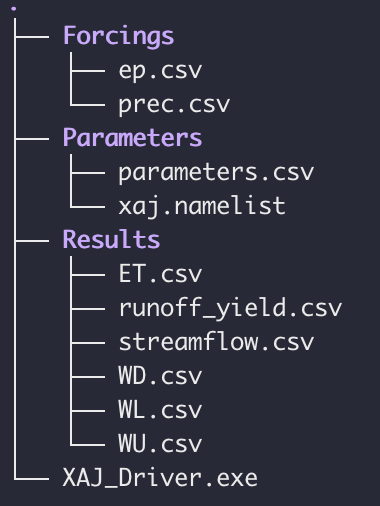 .
Forcings
ep.csv
prec.csv
Parameters
parameters.csv
xaj.namelist
Results
ET.csv
runoff_yield.csv
streamflow.csv
WD.csv
WL.csv
WU.csv
XAJ_Driver.exe